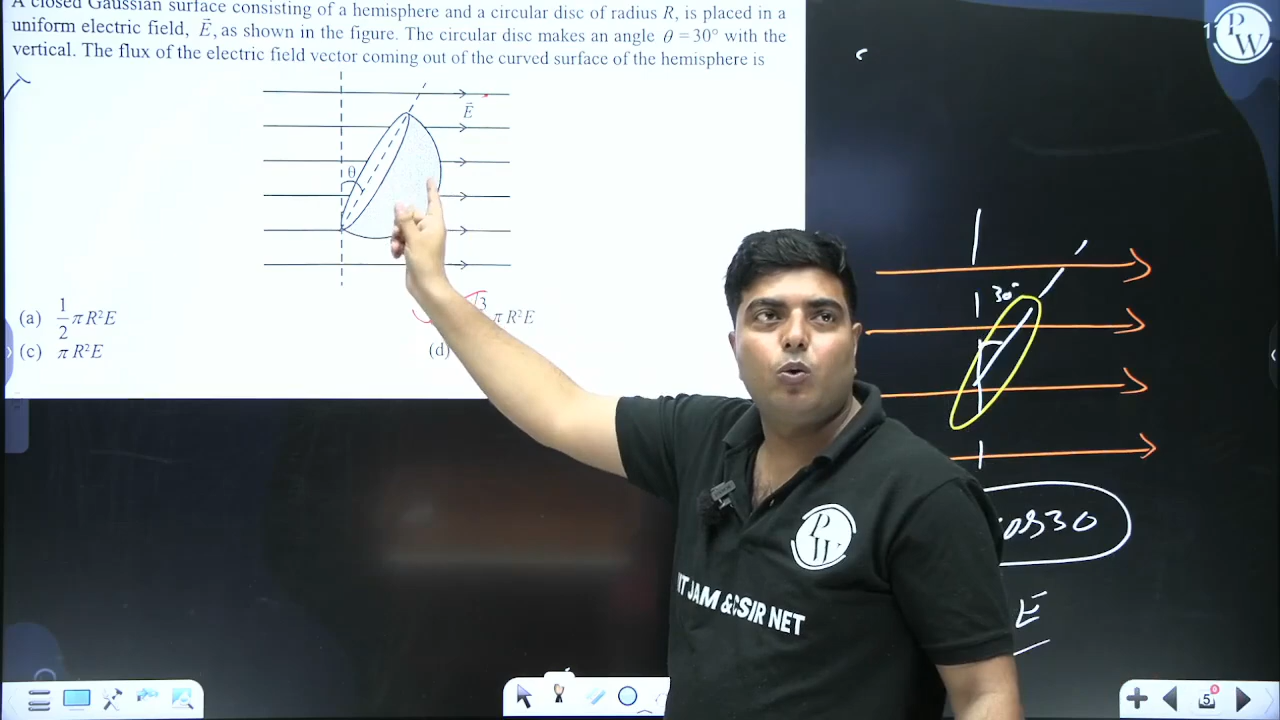 A closed Gaussian surface consisting of a hemisphere and a circular disc of radius R, is placed in a
uniform electric field, E⃗, as shown in the figure. The circular disc makes an angle θ = 30° with the
vertical. The flux of the electric field vector coming out of the curved surface of the hemisphere is
E⃗
θ
(a) 1/2 πR²E
√3
πR²E
(c) πR²E
(d)
30°
cos30
E
P
W
P
W
IIT JAM & CSIR NET
5